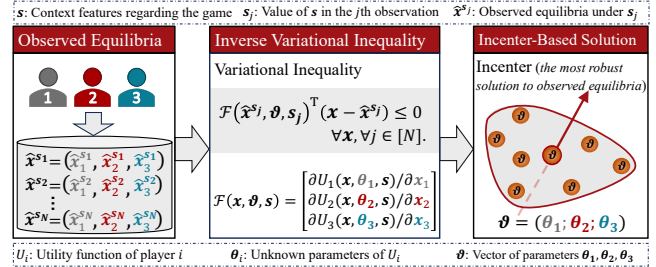 s: Context features regarding the game s_j: Value of s in the jth observation x̂^{s_j}: Observed equilibria under s_j
Observed Equilibria
1 2 3
x̂^{s_1}=(x̂_1^{s_1}, x̂_2^{s_1}, x̂_3^{s_1})
x̂^{s_2}=(x̂_1^{s_2}, x̂_2^{s_2}, x̂_3^{s_2})
⋮
x̂^{s_N}=(x̂_1^{s_N}, x̂_2^{s_N}, x̂_3^{s_N})
Inverse Variational Inequality
Variational Inequality
ℱ(x̂^{s_j}, ϑ, s_j)^T(x − x̂^{s_j}) ≤ 0
∀x, ∀j ∈ [N].
ℱ(x, ϑ, s) = [∂U_1(x, θ_1, s)/∂x_1
∂U_2(x, θ_2, s)/∂x_2
∂U_3(x, θ_3, s)/∂x_3]
Incenter-Based Solution
Incenter (the most robust
solution to observed equilibria)
ϑ ϑ ϑ ϑ ϑ ϑ ϑ
ϑ = (θ_1; θ_2; θ_3)
U_i: Utility function of player i θ_i: Unknown parameters of U_i ϑ: Vector of parameters θ_1, θ_2, θ_3